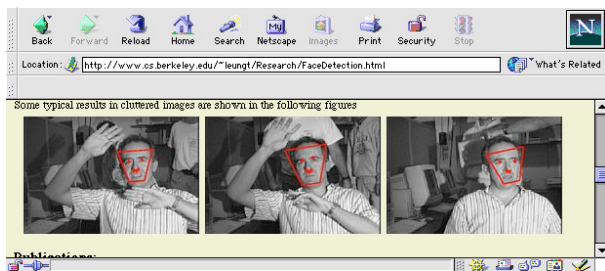 Back Forward Reload Home Search Netscape Images Print Security Stop
My
N
Location: http://www.cs.berkeley.edu/~leungt/Research/FaceDetection.html What's Related
Some typical results in cluttered images are shown in the following figures
Publications: